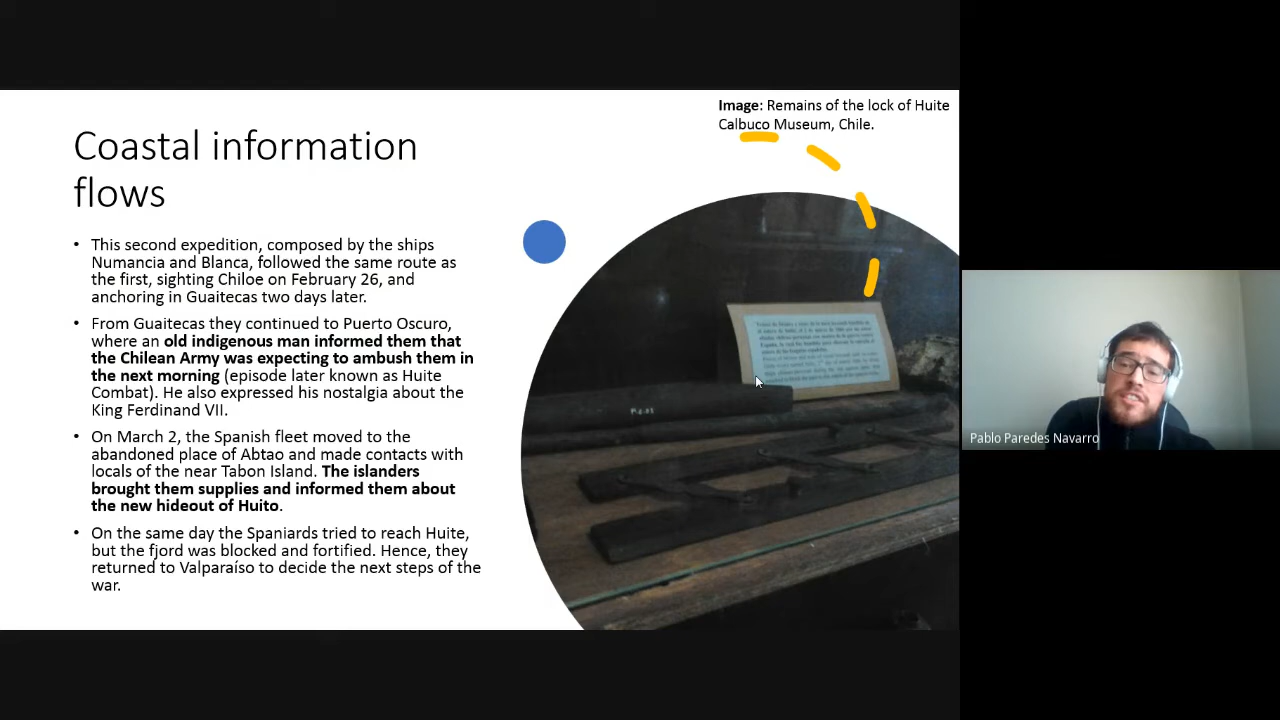 Image: Remains of the lock of Huite
Calbuco Museum, Chile.
Coastal information
flows
• This second expedition, composed by the ships
Numancia and Blanca, followed the same route as
the first, sighting Chiloe on February 26, and
anchoring in Guaitecas two days later.
• From Guaitecas they continued to Puerto Oscuro,
where an old indigenous man informed them that
the Chilean Army was expecting to ambush them in
the next morning (episode later known as Huite
Combat). He also expressed his nostalgia about the
King Ferdinand VII.
• On March 2, the Spanish fleet moved to the
abandoned place of Abtao and made contacts with
locals of the near Tabon Island. The islanders
brought them supplies and informed them about
the new hideout of Huito.
• On the same day the Spaniards tried to reach Huite,
but the fjord was blocked and fortified. Hence, they
returned to Valparaíso to decide the next steps of the
war.
Pablo Paredes Navarro